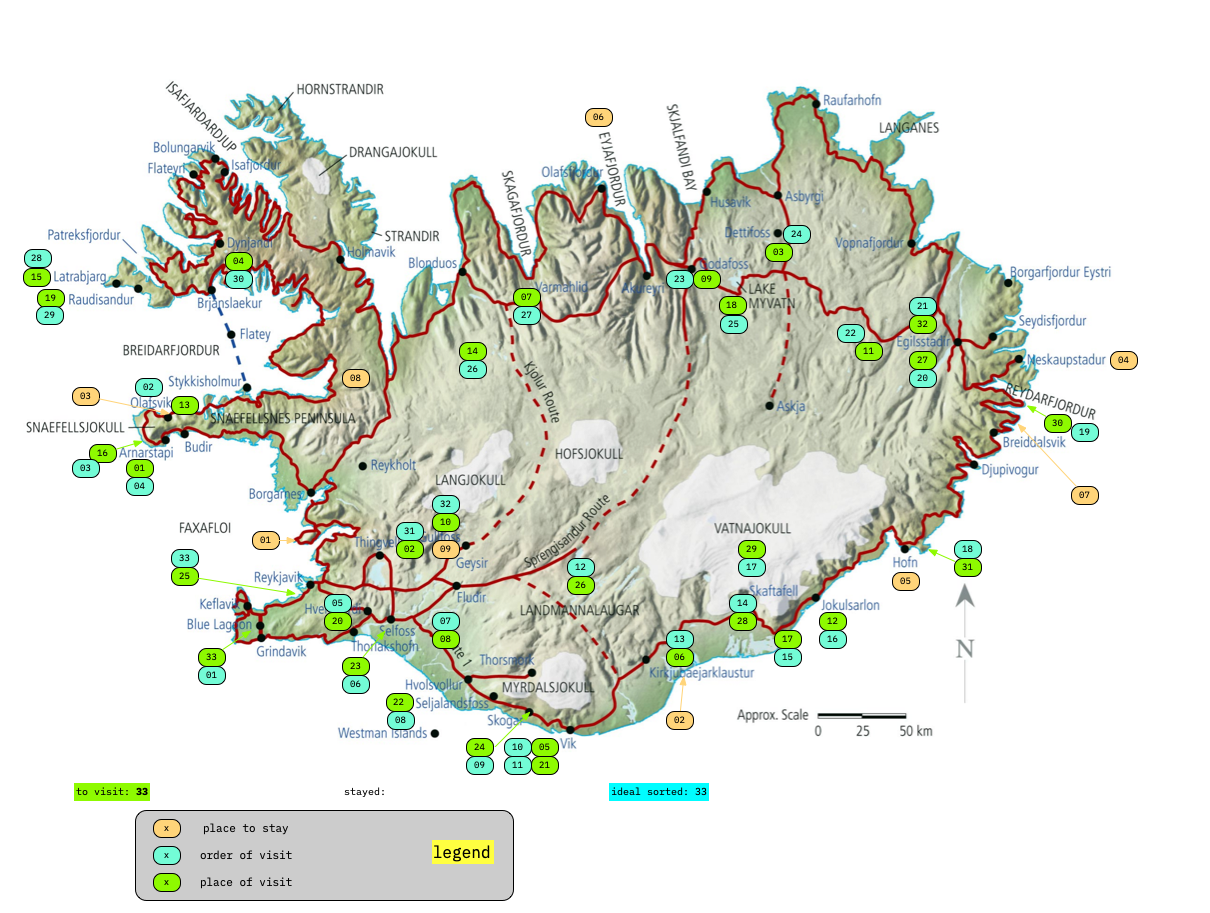 HORNSTRANDIR
ISAFJARDARDJUP
06
SKJALFANDI BAY
Raufarhofn
LANGANES
EYJAFJORDUR
Bolungarvik
DRANGAJOKULL
Flateyri
Isafjordur
Olafsfjordur
SKAGAFJORDUR
Husavik
Asbyrgi
Patreksfjordur
STRANDIR
Dettifoss
24
Dynjandi
Vopnafjordur
03
28
04
Holmavik
Blonduos
Godafoss
15
Latrabjarg
30
Akureyri
23
09
Borgarfjordur Eystri
19
Raudisandur
Brjanslaekur
07
Varmahlid
LAKE
MYVATN
18
21
29
27
25
32
Seydisfjordur
Flatey
22
Egilsstadir
BREIDARFJORDUR
14
11
27
Neskaupstadur
04
26
20
Stykkisholmur
08
02
Kjolur Route
REYDARFJORDUR
03
Olafsvik
13
Askja
SNAEFELLSJOKULL
SNAEFELLSNES PENINSULA
30
19
16
Arnarstapi
Budir
Breiddalsvik
03
01
HOFSJOKULL
Reykholt
Djupivogur
04
LANGJOKULL
Borgarnes
07
32
31
10
FAXAFLOI
VATNAJOKULL
01
02
09
Sprengisandur Route
29
18
33
Geysir
12
17
Hofn
31
25
Reykjavik
26
05
Keflavik
05
Fludir
Skaftafell
14
Jokulsarlon
LANDMANNALAUGAR
20
07
28
12
Blue Lagoon
Selfoss
08
13
17
16
N
Grindavik
33
Thorlakshofn
06
15
01
23
Thorsmork
Kirkjubaejarklaustur
06
Hvolsvollur
MYRDALSJOKULL
22
Seljalandsfoss
02
08
Skogar
Approx. Scale
Westman Islands
0
25
50 km
Vik
24
10
05
09
11
21
to visit: 33
stayed:
ideal sorted: 33
x
place to stay
x
order of visit
legend
x
place of visit